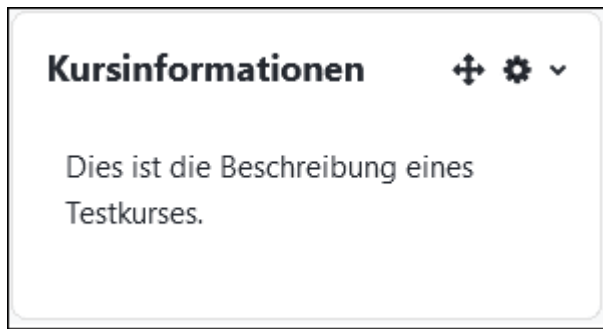 Kursinformationen
Dies ist die Beschreibung eines
Testkurses.